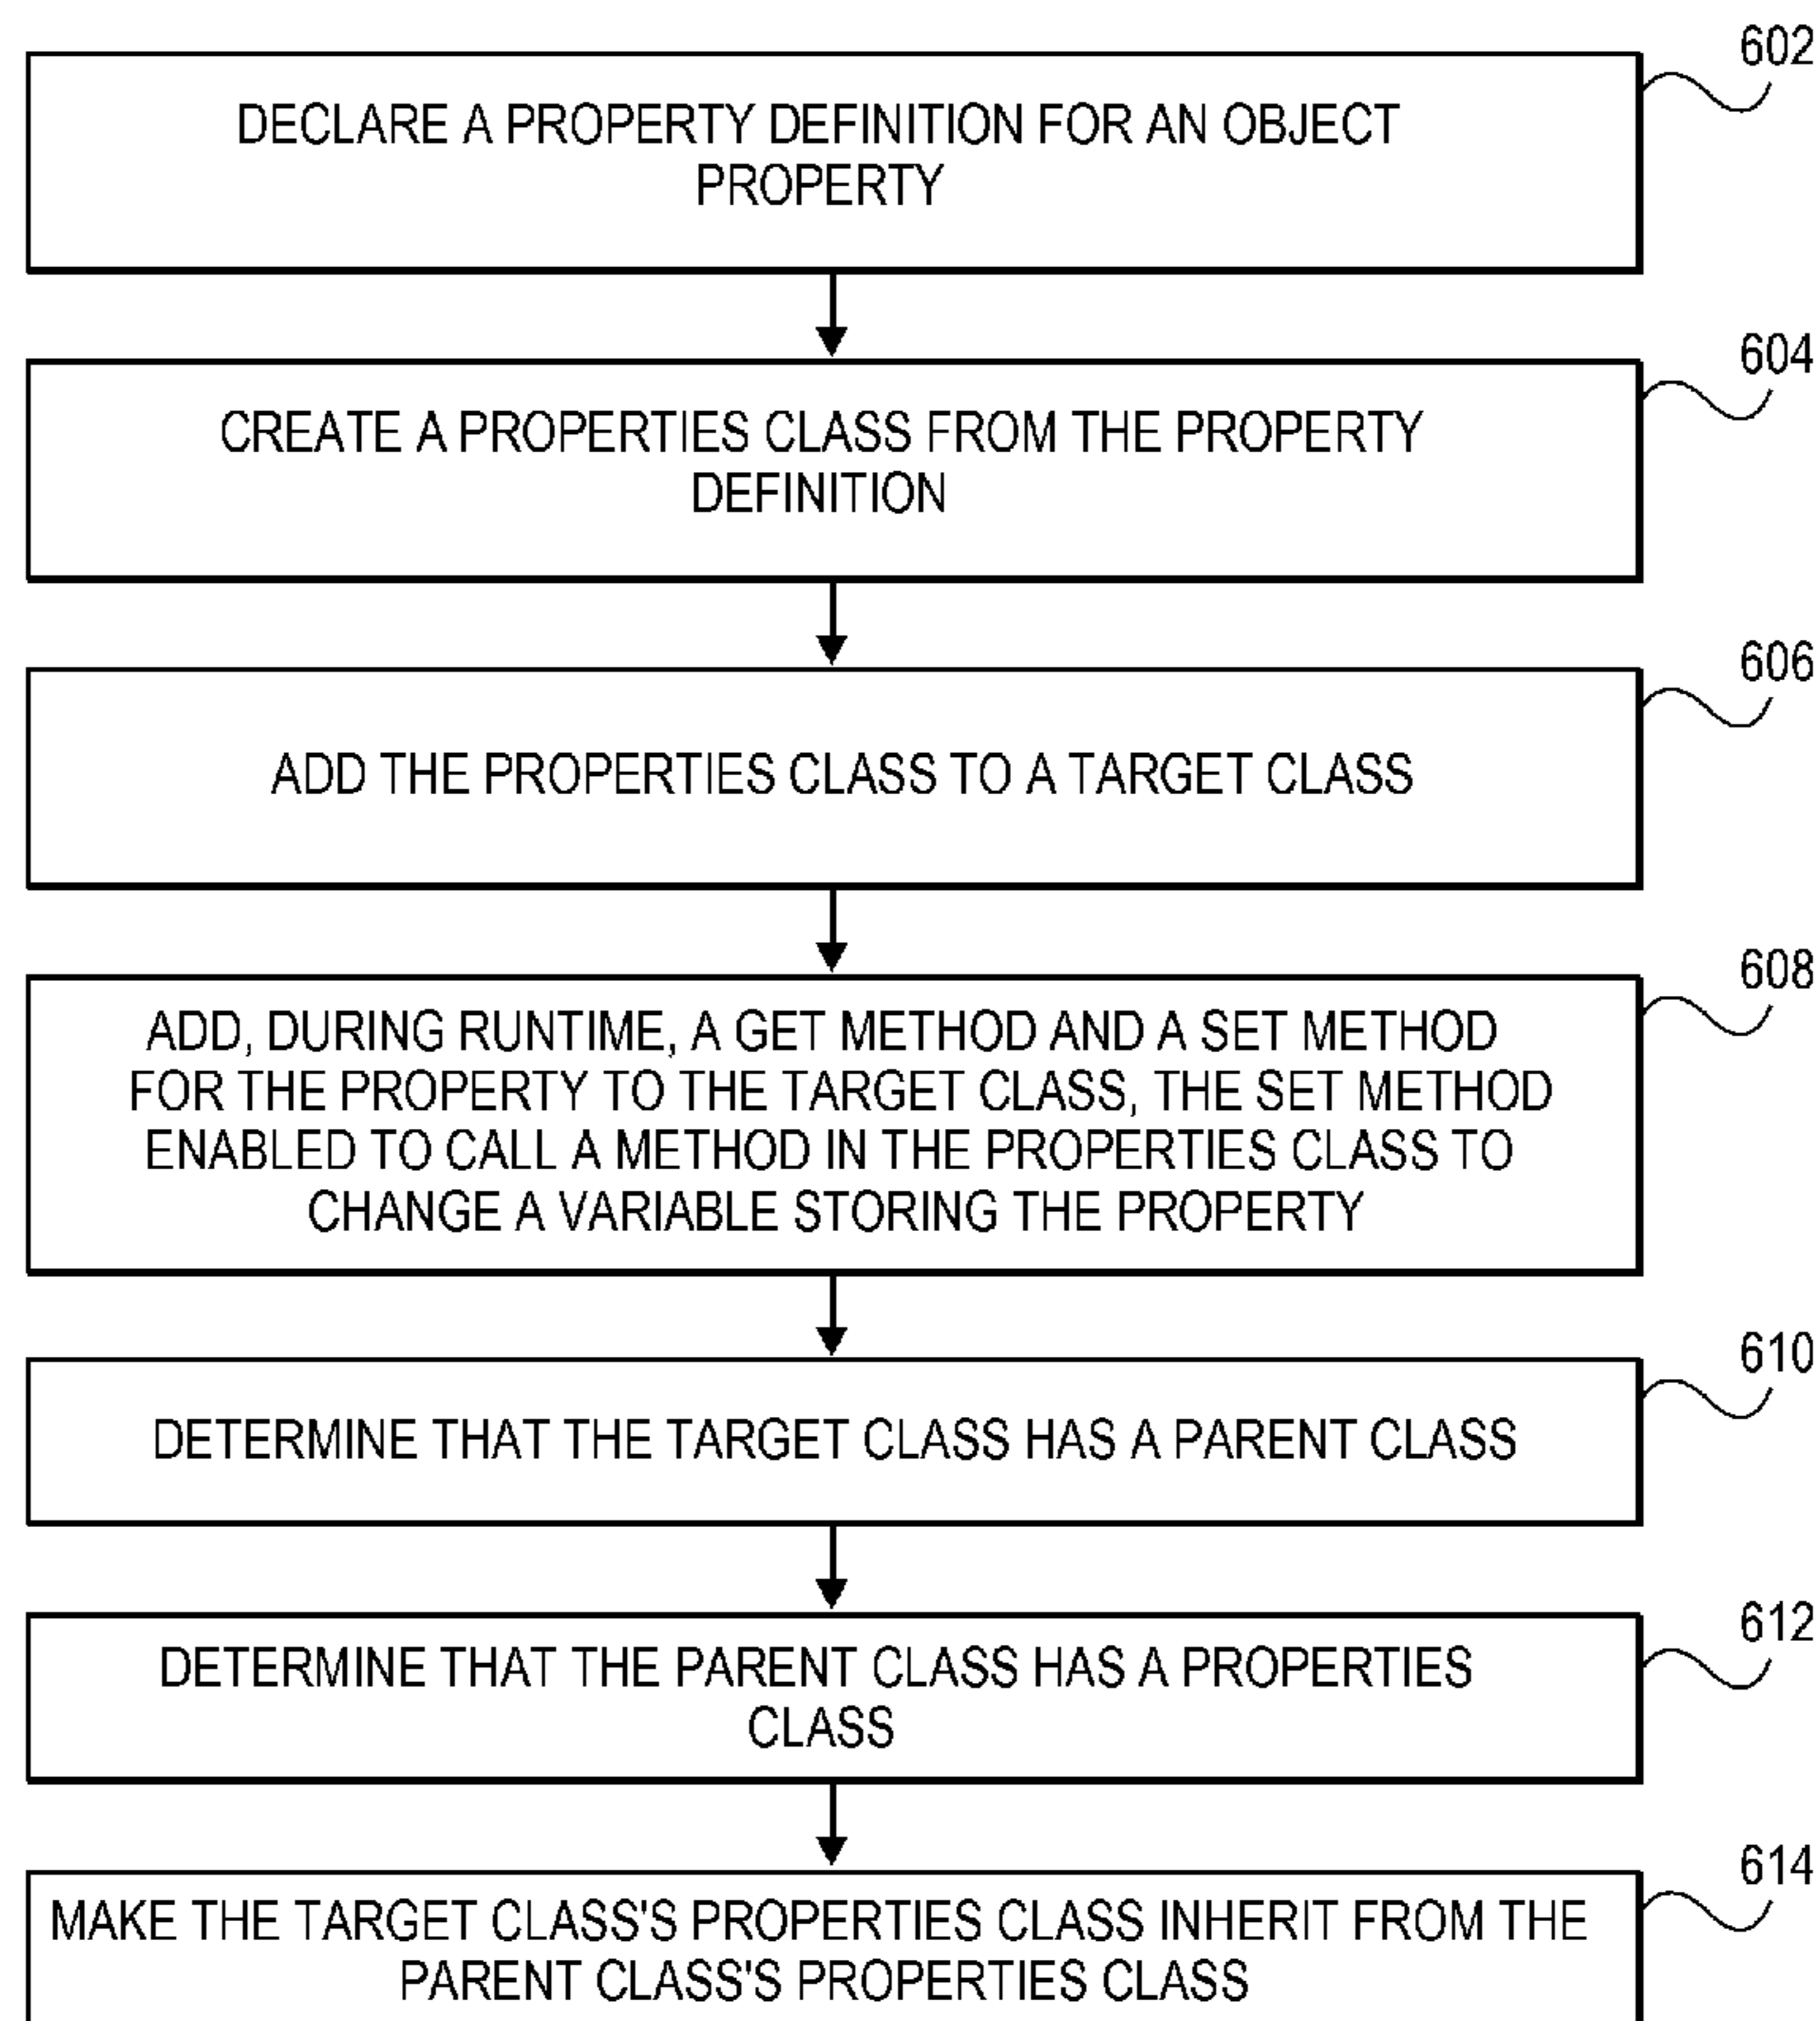 602
DECLARE A PROPERTY DEFINITION FOR AN OBJECT
PROPERTY
604
CREATE A PROPERTIES CLASS FROM THE PROPERTY
DEFINITION
606
ADD THE PROPERTIES CLASS TO A TARGET CLASS
608
ADD, DURING RUNTIME, A GET METHOD AND A SET METHOD
FOR THE PROPERTY TO THE TARGET CLASS, THE SET METHOD
ENABLED TO CALL A METHOD IN THE PROPERTIES CLASS TO
CHANGE A VARIABLE STORING THE PROPERTY
610
DETERMINE THAT THE TARGET CLASS HAS A PARENT CLASS
612
DETERMINE THAT THE PARENT CLASS HAS A PROPERTIES
CLASS
614
MAKE THE TARGET CLASS'S PROPERTIES CLASS INHERIT FROM THE
PARENT CLASS'S PROPERTIES CLASS